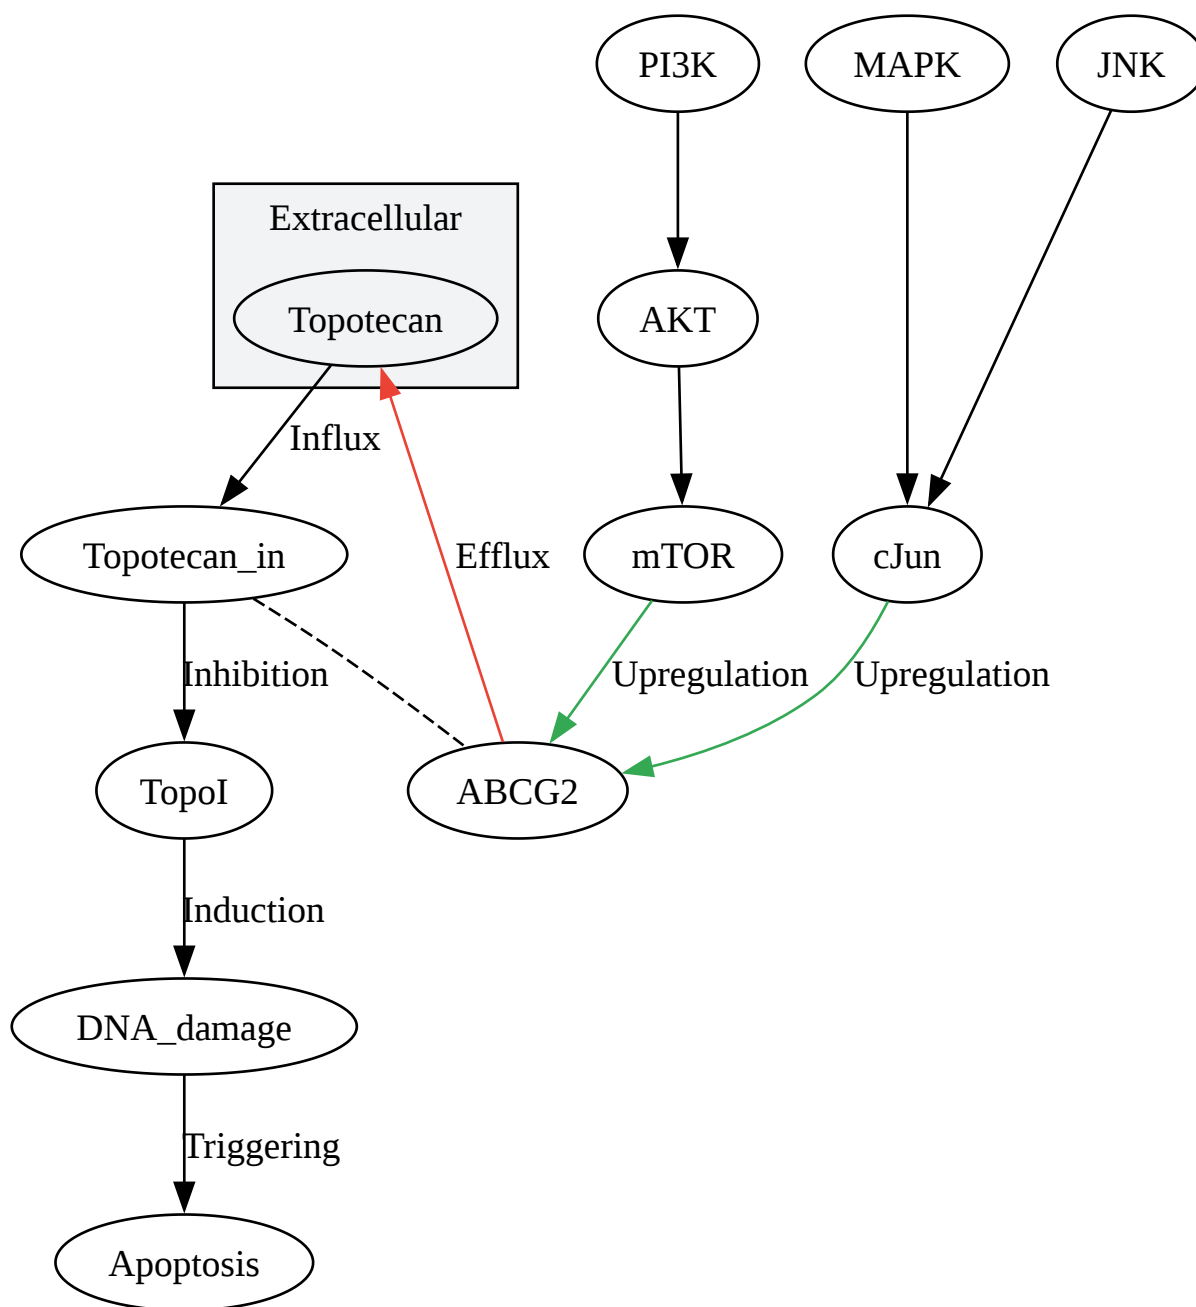 PI3K
MAPK
JNK
Extracellular
Topotecan
AKT
Influx
Topotecan_in
Efflux
mTOR
cJun
Inhibition
Upregulation
Upregulation
TopoI
ABCG2
Induction
DNA_damage
Triggering
Apoptosis